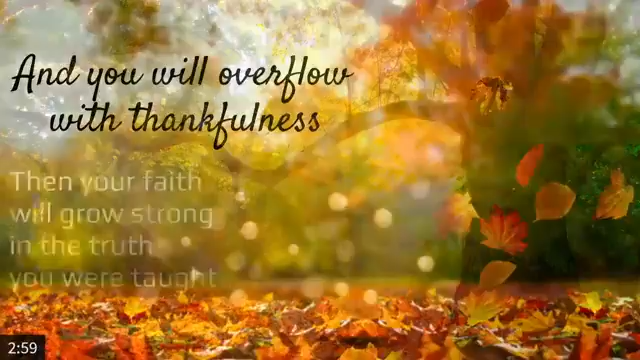 And you will overflow
with thankfulness
Then your faith
will grow strong
in the truth
you were taught
2:59